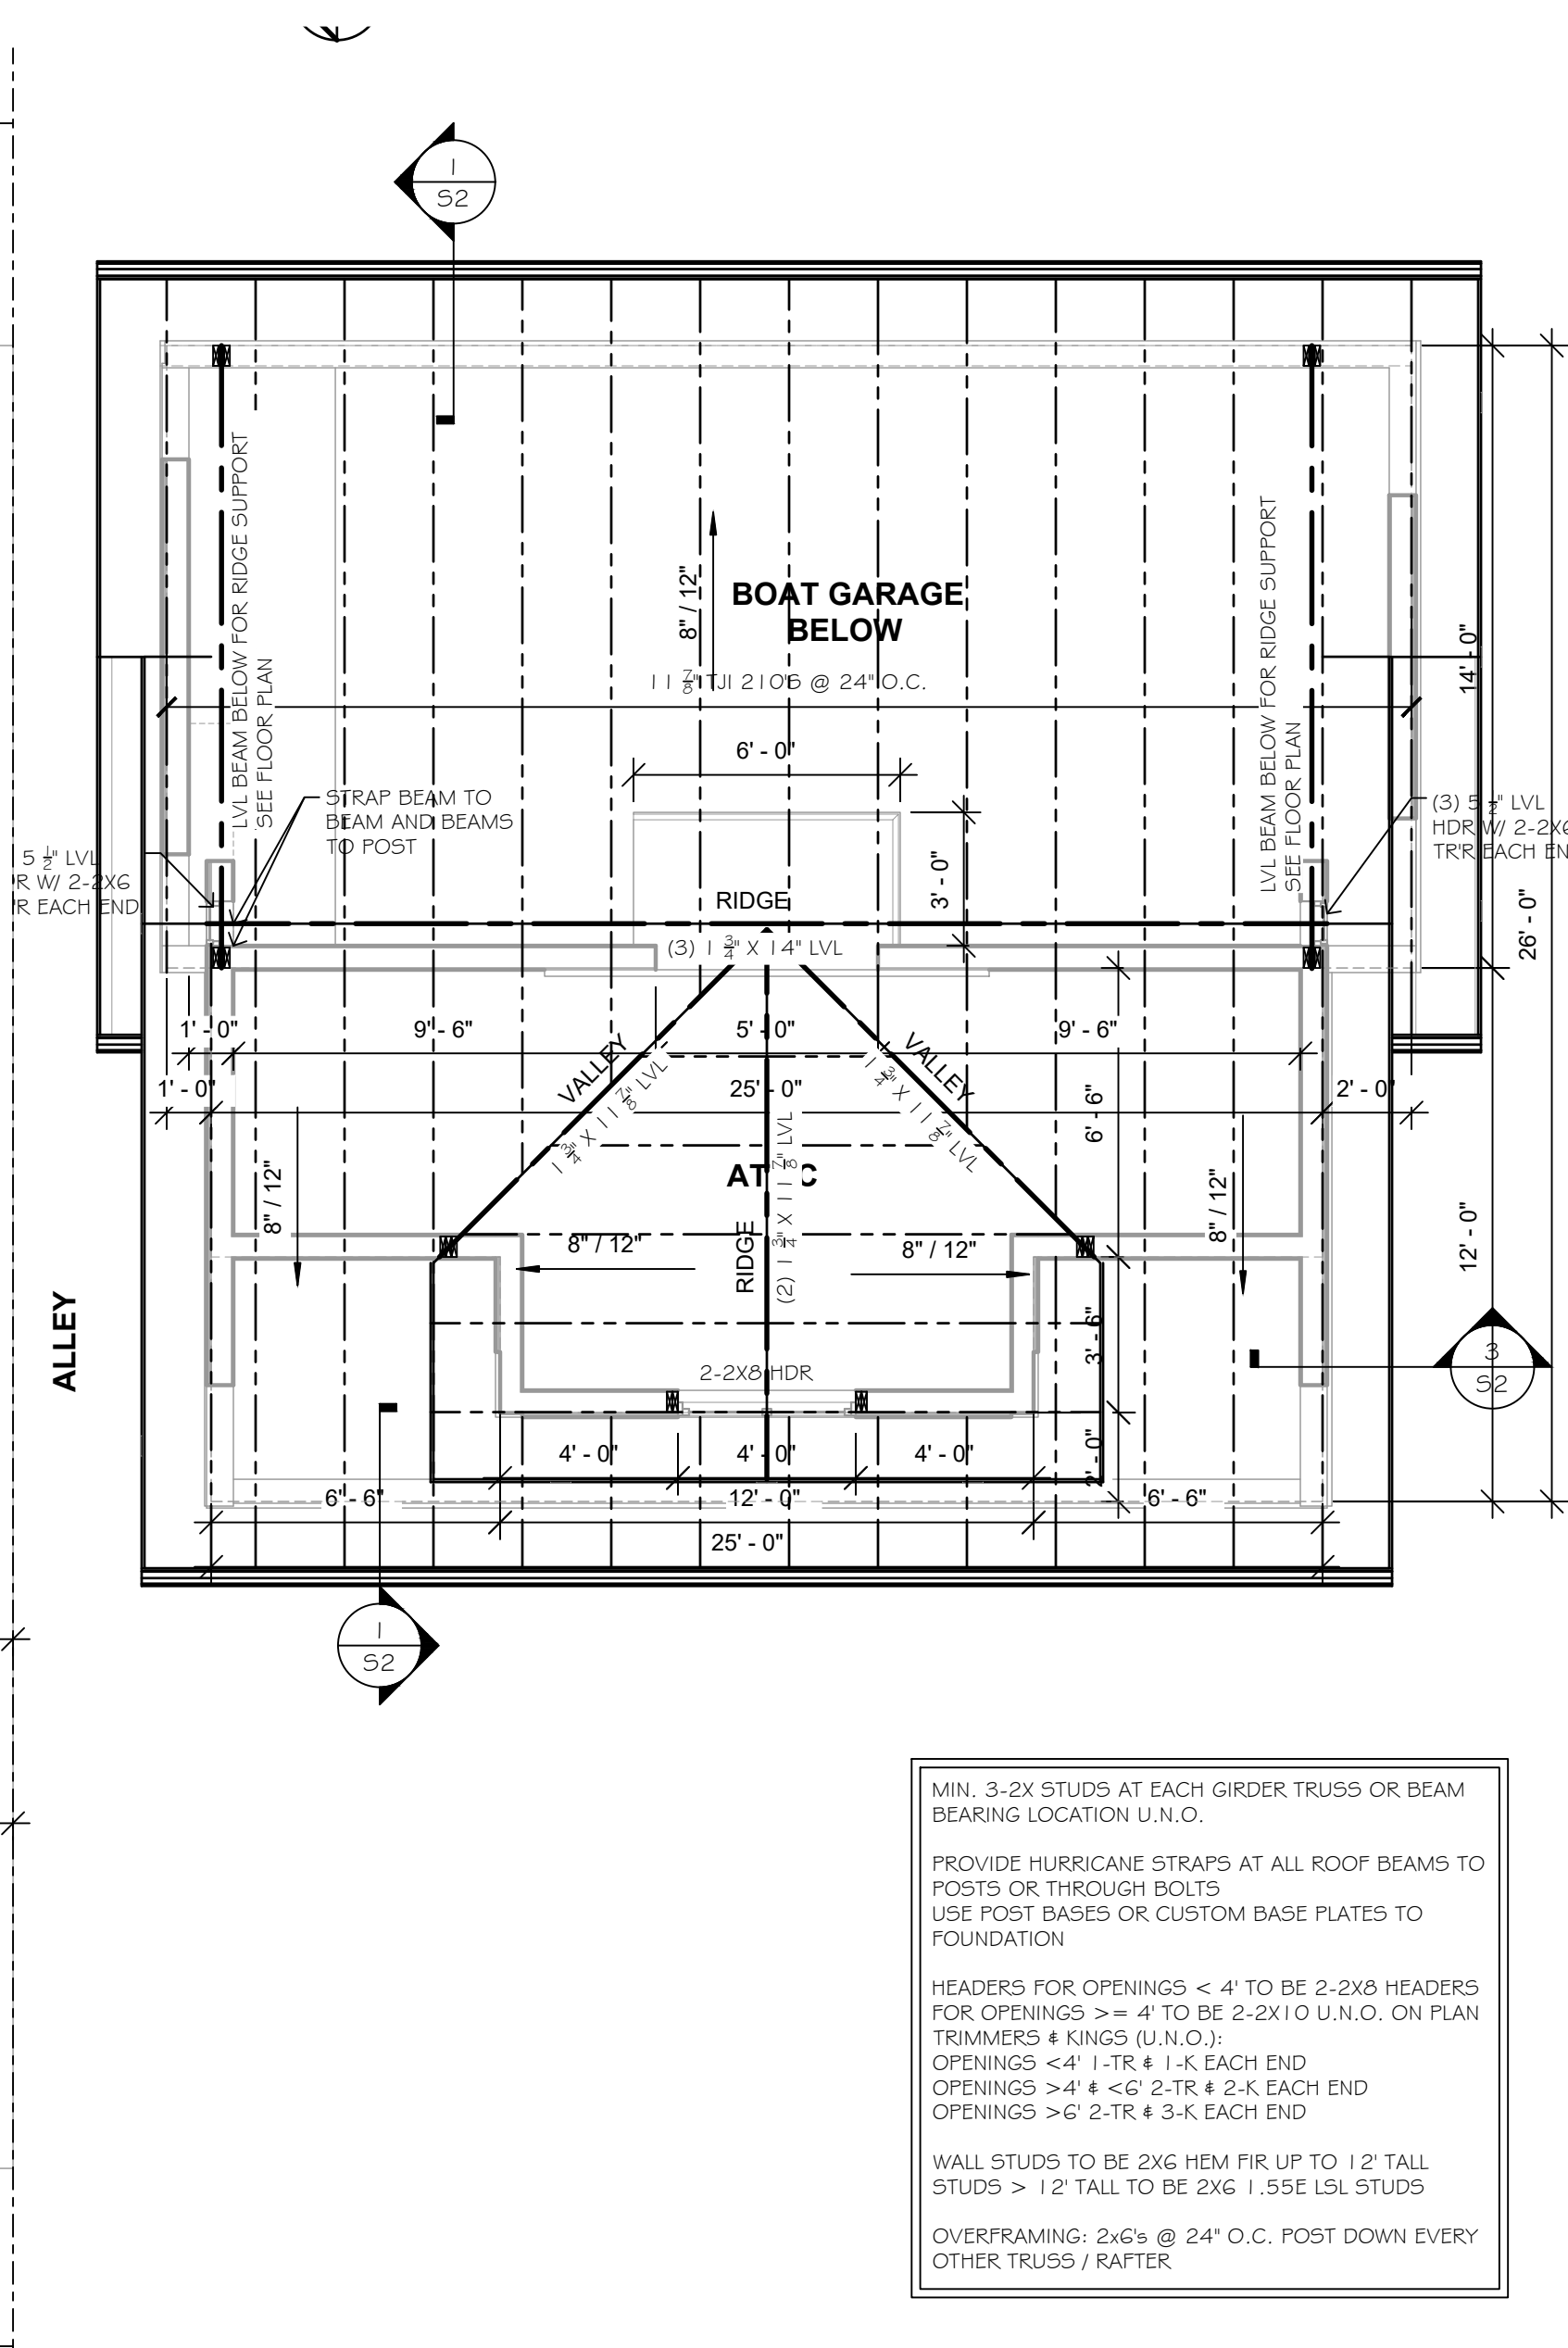 1
S2
BOAT GARAGE
BELOW
8" / 12"
11 7/8" TJI 210'S @ 24" O.C.
LVL BEAM BELOW FOR RIDGE SUPPORT
SEE FLOOR PLAN
LVL BEAM BELOW FOR RIDGE SUPPORT
SEE FLOOR PLAN
14' - 0"
6' - 0"
STRAP BEAM TO
BEAM AND BEAMS
TO POST
5 1/2" LVL
R W/ 2-2X6
'R EACH END
(3) 5 1/2" LVL
HDR W/ 2-2X6
TR'R EACH EN
3' - 0"
RIDGE
(3) 1 3/4" X 14" LVL
26' - 0"
1' - 0"
9' - 6"
5' - 0"
9' - 6"
1' - 0"
25' - 0"
2' - 0"
VALLEY
1 3/4" X 11 7/8" LVL
VALLEY
1 3/4" X 11 7/8" LVL
6' - 6"
8" / 12"
8" / 12"
RIDGE
(2) 1 3/4" X 11 7/8" LVL
8" / 12"
8" / 12"
12' - 0"
ALLEY
3' - 6"
2-2X8 HDR
3
S2
4' - 0"
4' - 0"
4' - 0"
2' - 0"
6' - 6"
12' - 0"
6' - 6"
25' - 0"
1
S2
MIN. 3-2X STUDS AT EACH GIRDER TRUSS OR BEAM
BEARING LOCATION U.N.O.
PROVIDE HURRICANE STRAPS AT ALL ROOF BEAMS TO
POSTS OR THROUGH BOLTS
USE POST BASES OR CUSTOM BASE PLATES TO
FOUNDATION
HEADERS FOR OPENINGS < 4' TO BE 2-2X8 HEADERS
FOR OPENINGS >= 4' TO BE 2-2X10 U.N.O. ON PLAN
TRIMMERS & KINGS (U.N.O.):
OPENINGS <4' 1-TR & 1-K EACH END
OPENINGS >4' & <6' 2-TR & 2-K EACH END
OPENINGS >6' 2-TR & 3-K EACH END
WALL STUDS TO BE 2X6 HEM FIR UP TO 12' TALL
STUDS > 12' TALL TO BE 2X6 1.55E LSL STUDS
OVERFRAMING: 2x6's @ 24" O.C. POST DOWN EVERY
OTHER TRUSS / RAFTER